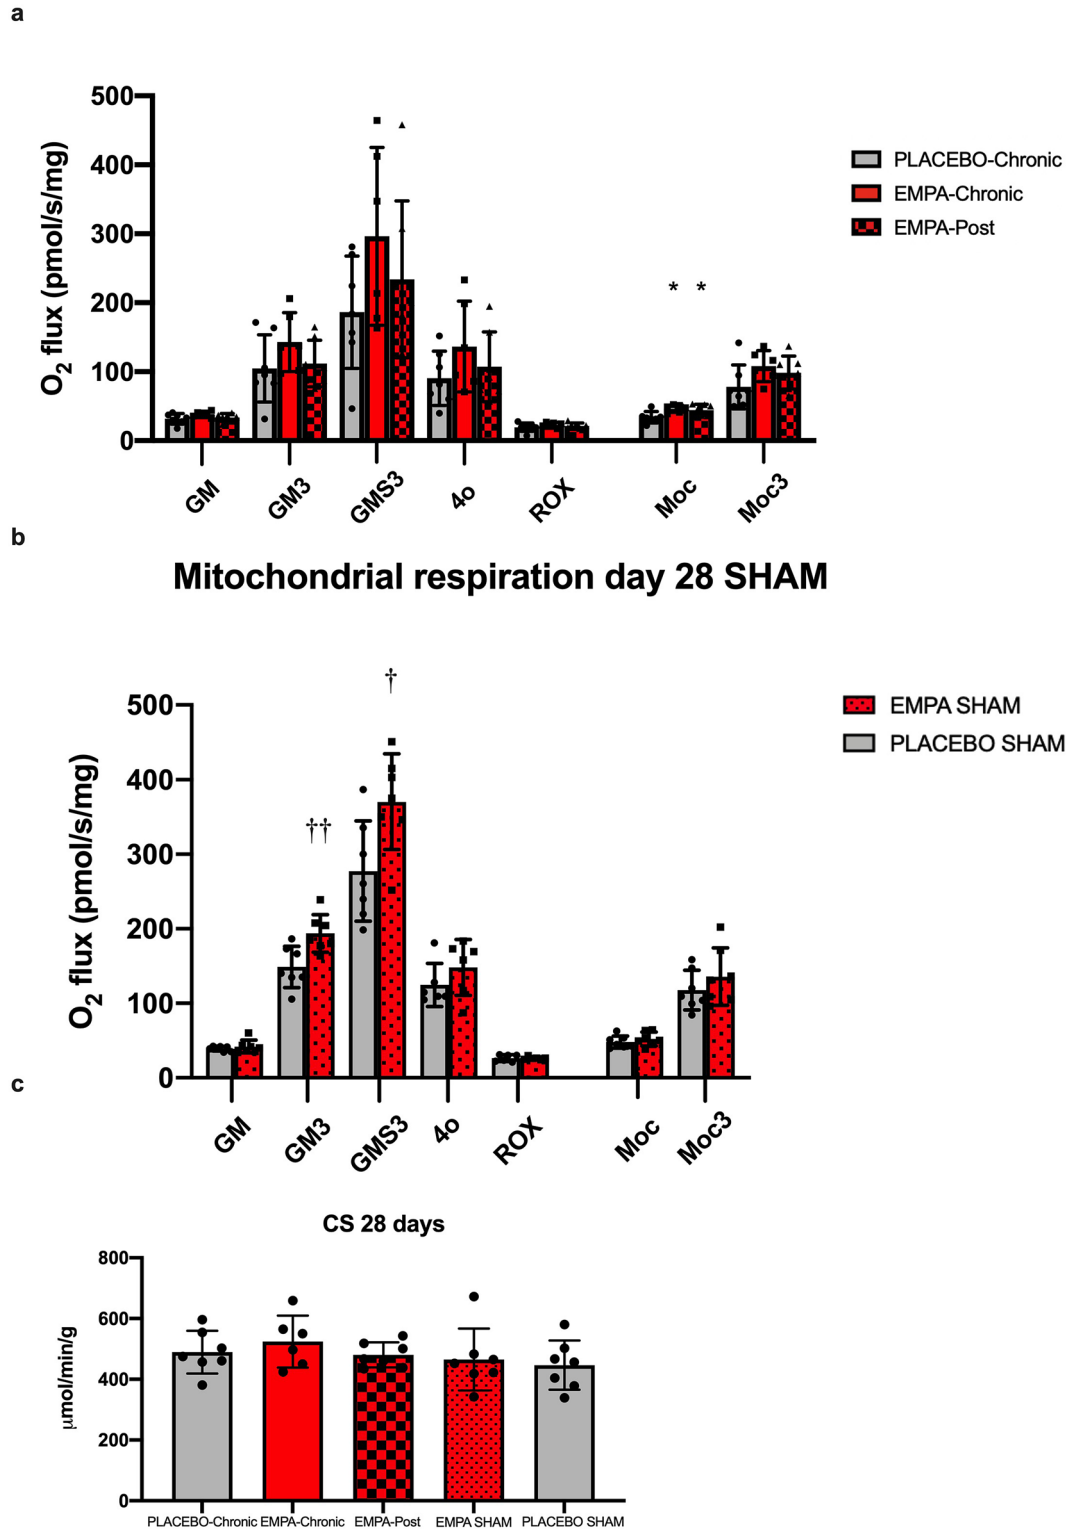 a
500
400
300
200
100
0
O2 flux (pmol/s/mg)
PLACEBO-Chronic
EMPA-Chronic
EMPA-Post
* *
GM GM3 GMS3 4o ROX Moc Moc3
b
Mitochondrial respiration day 28 SHAM
500
400
300
200
100
0
O2 flux (pmol/s/mg)
†
††
EMPA SHAM
PLACEBO SHAM
GM GM3 GMS3 4o ROX Moc Moc3
c
CS 28 days
800
600
400
200
0
μmol/min/g
PLACEBO-Chronic EMPA-Chronic EMPA-Post EMPA SHAM PLACEBO SHAM